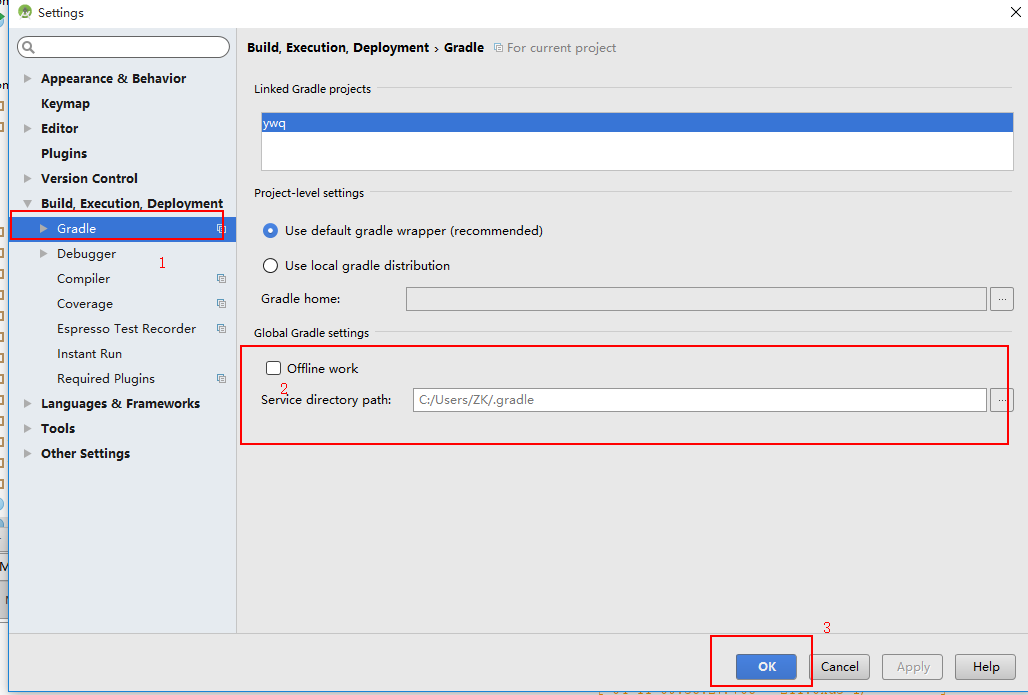 Settings
Build, Execution, Deployment › Gradle For current project
Appearance & Behavior
Keymap
Editor
Plugins
Version Control
Build, Execution, Deployment
Gradle
Debugger
1
Compiler
Coverage
Espresso Test Recorder
Instant Run
Required Plugins
Languages & Frameworks
Tools
Other Settings
Linked Gradle projects
ywq
Project-level settings
Use default gradle wrapper (recommended)
Use local gradle distribution
Gradle home: ...
Global Gradle settings
Offline work
2
Service directory path: C:/Users/ZK/.gradle ...
3
OK Cancel Apply Help